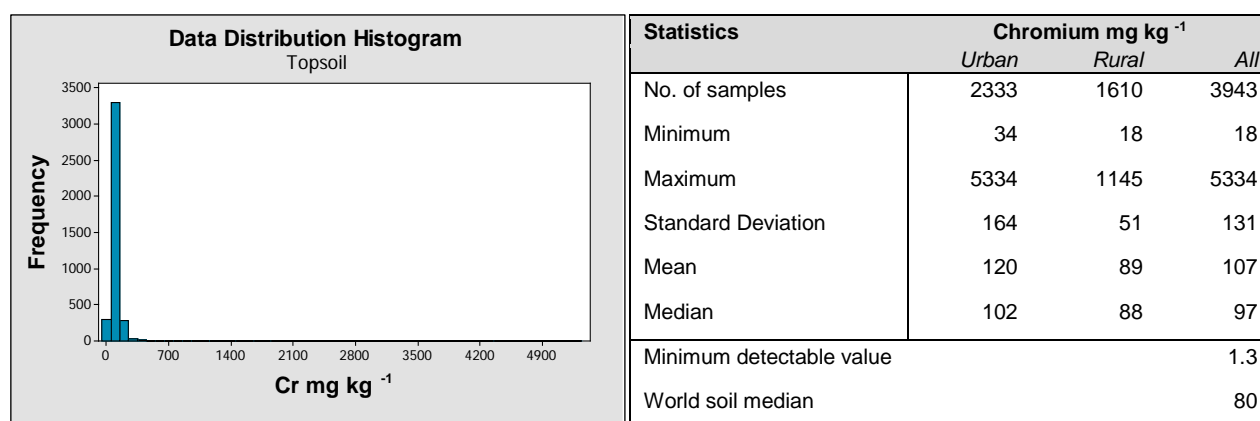 Data Distribution Histogram
Topsoil
3500
3000
2500
2000
1500
1000
500
0
Frequency
0 700 1400 2100 2800 3500 4200 4900
Cr mg kg -1
Statistics Chromium mg kg -1
Urban Rural All
No. of samples 2333 1610 3943
Minimum 34 18 18
Maximum 5334 1145 5334
Standard Deviation 164 51 131
Mean 120 89 107
Median 102 88 97
Minimum detectable value 1.3
World soil median 80